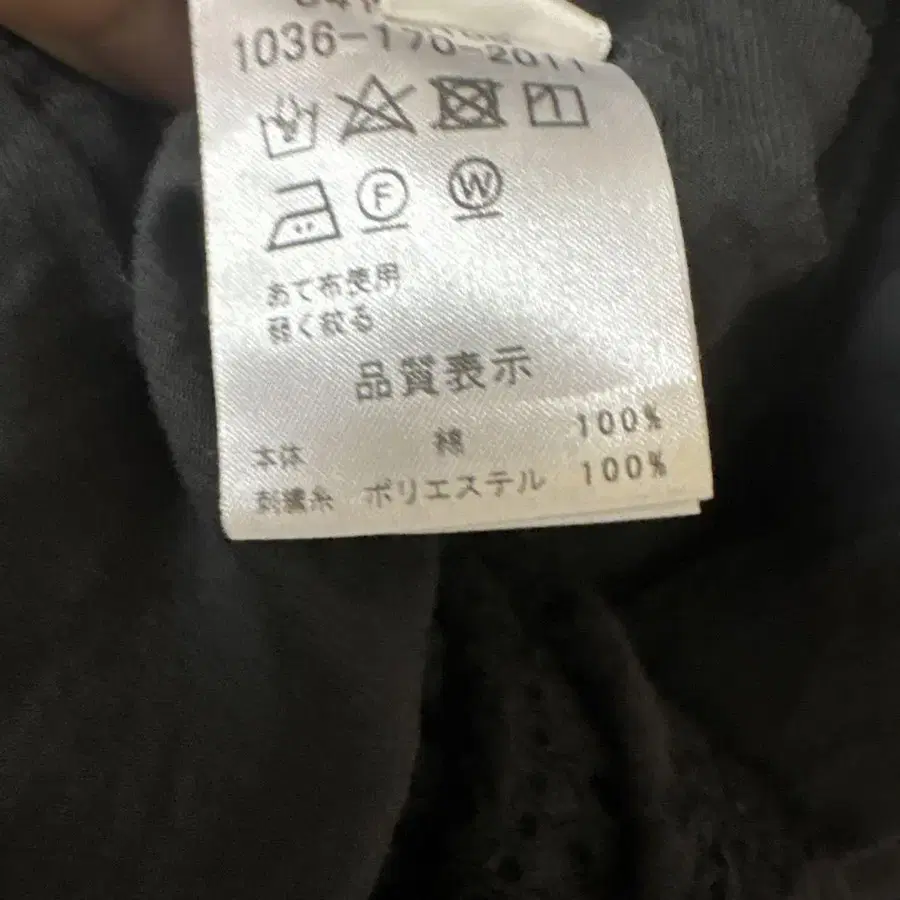 1036-170-2011
F W
あて布使用
軽く絞る
品質表示
本体 綿 100%
刺繍糸 ポリエステル 100%